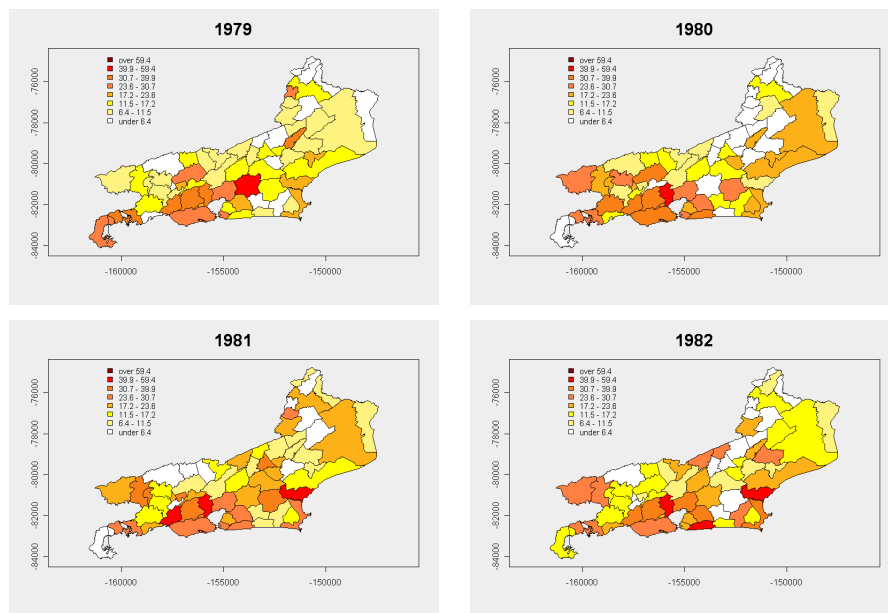 1979
over 59.4
39.9 - 59.4
30.7 - 39.9
23.6 - 30.7
17.2 - 23.6
11.5 - 17.2
6.4 - 11.5
under 6.4
-76000
-78000
-80000
-82000
-84000
-160000 -155000 -150000
1980
over 59.4
39.9 - 59.4
30.7 - 39.9
23.6 - 30.7
17.2 - 23.6
11.5 - 17.2
6.4 - 11.5
under 6.4
-76000
-78000
-80000
-82000
-84000
-160000 -155000 -150000
1981
over 59.4
39.9 - 59.4
30.7 - 39.9
23.6 - 30.7
17.2 - 23.6
11.5 - 17.2
6.4 - 11.5
under 6.4
-76000
-78000
-80000
-82000
-84000
-160000 -155000 -150000
1982
over 59.4
39.9 - 59.4
30.7 - 39.9
23.6 - 30.7
17.2 - 23.6
11.5 - 17.2
6.4 - 11.5
under 6.4
-76000
-78000
-80000
-82000
-84000
-160000 -155000 -150000